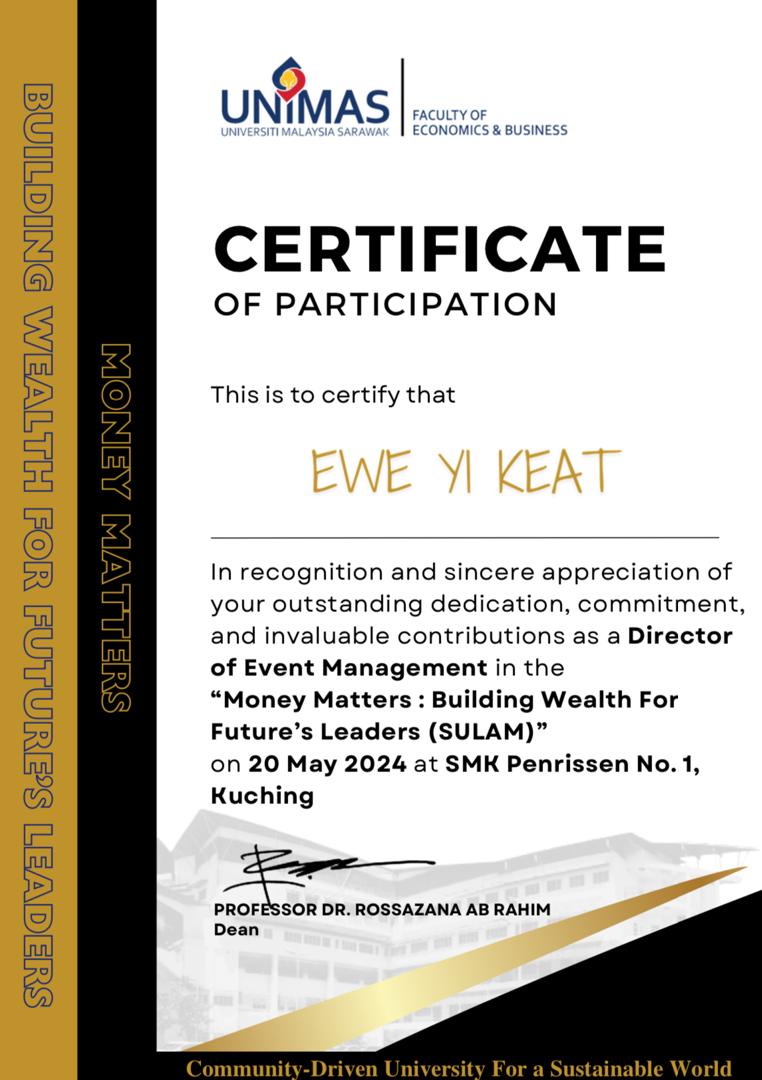 UNIMAS
UNIVERSITI MALAYSIA SARAWAK
FACULTY OF
ECONOMICS & BUSINESS
BUILDING WEALTH FOR FUTURE'S LEADERS
MONEY MATTERS
CERTIFICATE
OF PARTICIPATION
This is to certify that
EWE YI KEAT
In recognition and sincere appreciation of
your outstanding dedication, commitment,
and invaluable contributions as a Director
of Event Management in the
“Money Matters : Building Wealth For
Future’s Leaders (SULAM)”
on 20 May 2024 at SMK Penrissen No. 1,
Kuching
PROFESSOR DR. ROSSAZANA AB RAHIM
Dean
Community-Driven University For a Sustainable World